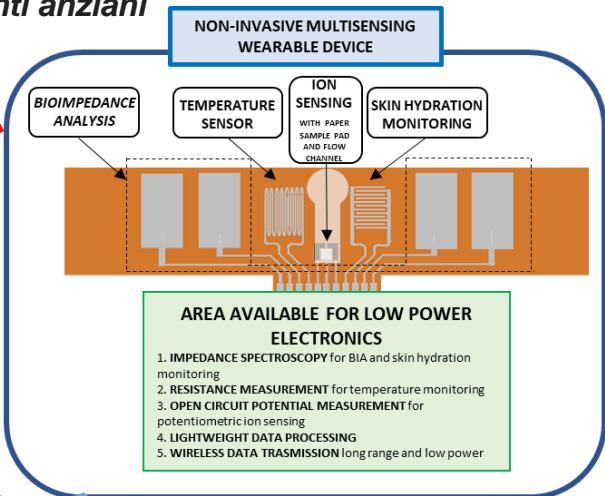 anziani
NON-INVASIVE MULTISENSING
WEARABLE DEVICE
BIOIMPEDANCE
ANALYSIS
TEMPERATURE
SENSOR
ION
SENSING
WITH PAPER
SAMPLE PAD
AND FLOW
CHANNEL
SKIN HYDRATION
MONITORING
AREA AVAILABLE FOR LOW POWER
ELECTRONICS
1. IMPEDANCE SPECTROSCOPY for BIA and skin hydration
monitoring
2. RESISTANCE MEASUREMENT for temperature monitoring
3. OPEN CIRCUIT POTENTIAL MEASUREMENT for
potentiometric ion sensing
4. LIGHTWEIGHT DATA PROCESSING
5. WIRELESS DATA TRASMISSION long range and low power